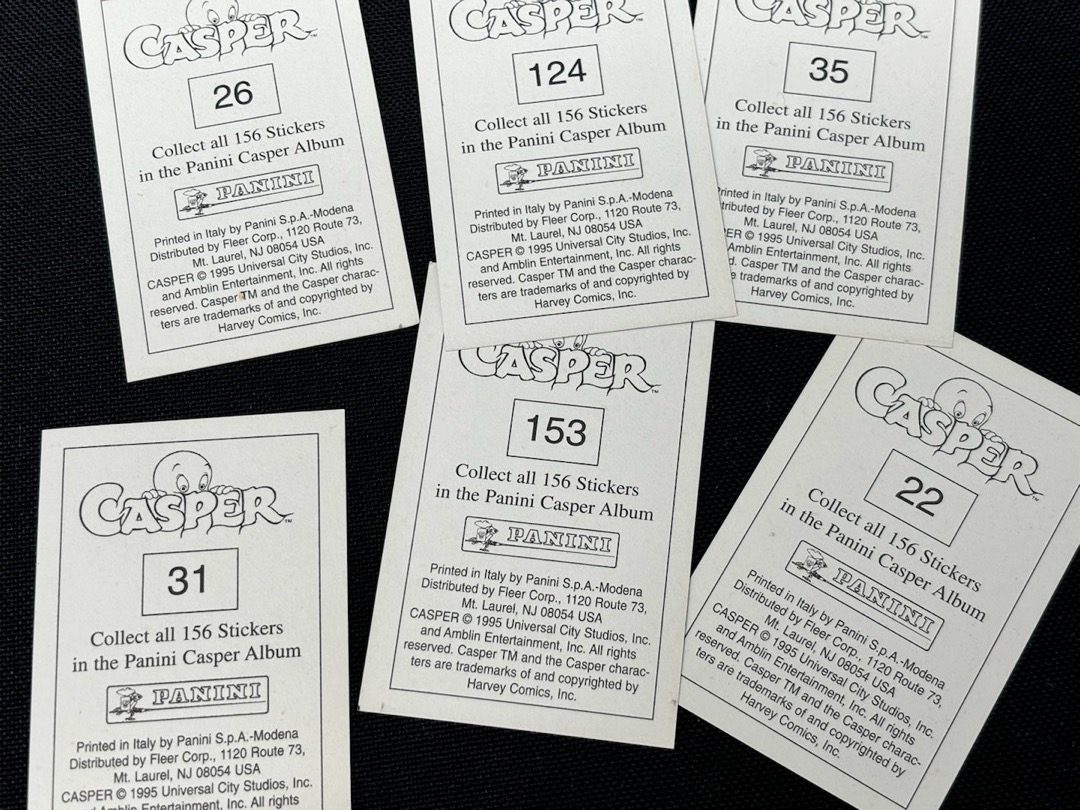 CASPER™
26
Collect all 156 Stickers
in the Panini Casper Album
PANINI
Printed in Italy by Panini S.p.A.-Modena
Distributed by Fleer Corp., 1120 Route 73,
Mt. Laurel, NJ 08054 USA
CASPER © 1995 Universal City Studios, Inc.
and Amblin Entertainment, Inc. All rights
reserved. Casper TM and the Casper charac-
ters are trademarks of and copyrighted by
Harvey Comics, Inc.
CASPER™
124
Collect all 156 Stickers
in the Panini Casper Album
PANINI
Printed in Italy by Panini S.p.A.-Modena
Distributed by Fleer Corp., 1120 Route 73,
Mt. Laurel, NJ 08054 USA
CASPER © 1995 Universal City Studios, Inc.
and Amblin Entertainment, Inc. All rights
reserved. Casper TM and the Casper charac-
ters are trademarks of and copyrighted by
Harvey Comics, Inc.
CASPER™
35
Collect all 156 Stickers
in the Panini Casper Album
PANINI
Printed in Italy by Panini S.p.A.-Modena
tributed by Fleer Corp., 1120 Route 73,
Mt. Laurel, NJ 08054 USA
PER © 1995 Universal City Studios, Inc.
Amblin Entertainment, Inc. All rights
d. Casper TM and the Casper charac-
e trademarks of and copyrighted by
Harvey Comics, Inc.
CASPER™
31
Collect all 156 Stickers
in the Panini Casper Album
PANINI
Printed in Italy by Panini S.p.A.-Modena
Distributed by Fleer Corp., 1120 Route 73,
Mt. Laurel, NJ 08054 USA
CASPER © 1995 Universal City Studios, Inc.
and Amblin Entertainment, Inc. All rights
CASPER™
153
Collect all 156 Stickers
in the Panini Casper Album
PANINI
Printed in Italy by Panini S.p.A.-Modena
Distributed by Fleer Corp., 1120 Route 73,
Mt. Laurel, NJ 08054 USA
CASPER © 1995 Universal City Studios, Inc.
and Amblin Entertainment, Inc. All rights
reserved. Casper TM and the Casper charac-
ters are trademarks of and copyrighted by
Harvey Comics, Inc.
CASPER™
22
Collect all 156 Stickers
in the Panini Casper Album
PANINI
Printed in Italy by Panini S.p.A.-Modena
Distributed by Fleer Corp., 1120 Route 73,
Mt. Laurel, NJ 08054 USA
CASPER © 1995 Universal City Studios, Inc.
and Amblin Entertainment, Inc. All rights
reserved. Casper TM and the Casper charac-
ters are trademarks of and copyrighted by
Harvey Comics, Inc.